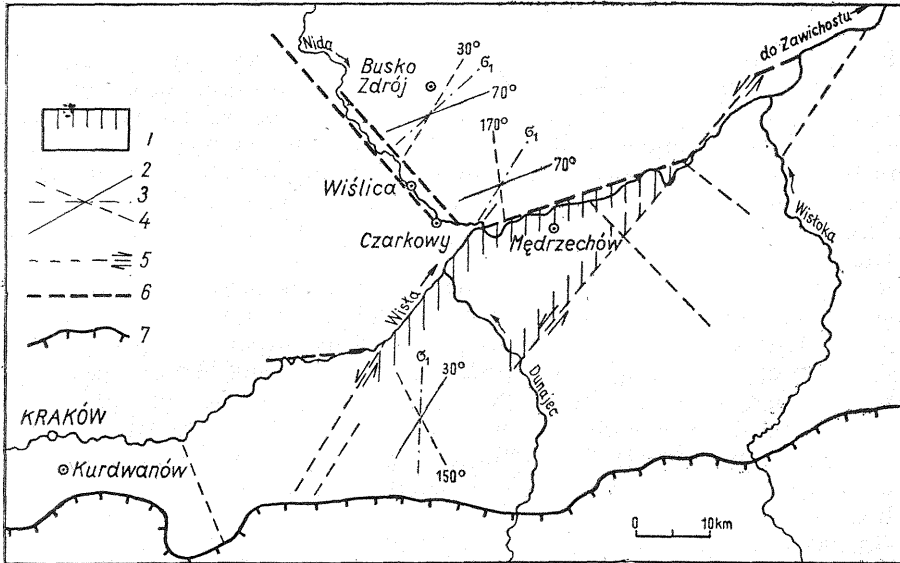 do Zawichostu
Nida
Busko
Zdrój
30°
σ₁
70°
170°
σ₁
70°
1
2
3
4
5
6
7
Wiślica
Czarkowy
Mędrzechów
Wisłoka
Wisła
σ₁
30°
150°
Dunajec
KRAKÓW
Kurdwanów
0 10km